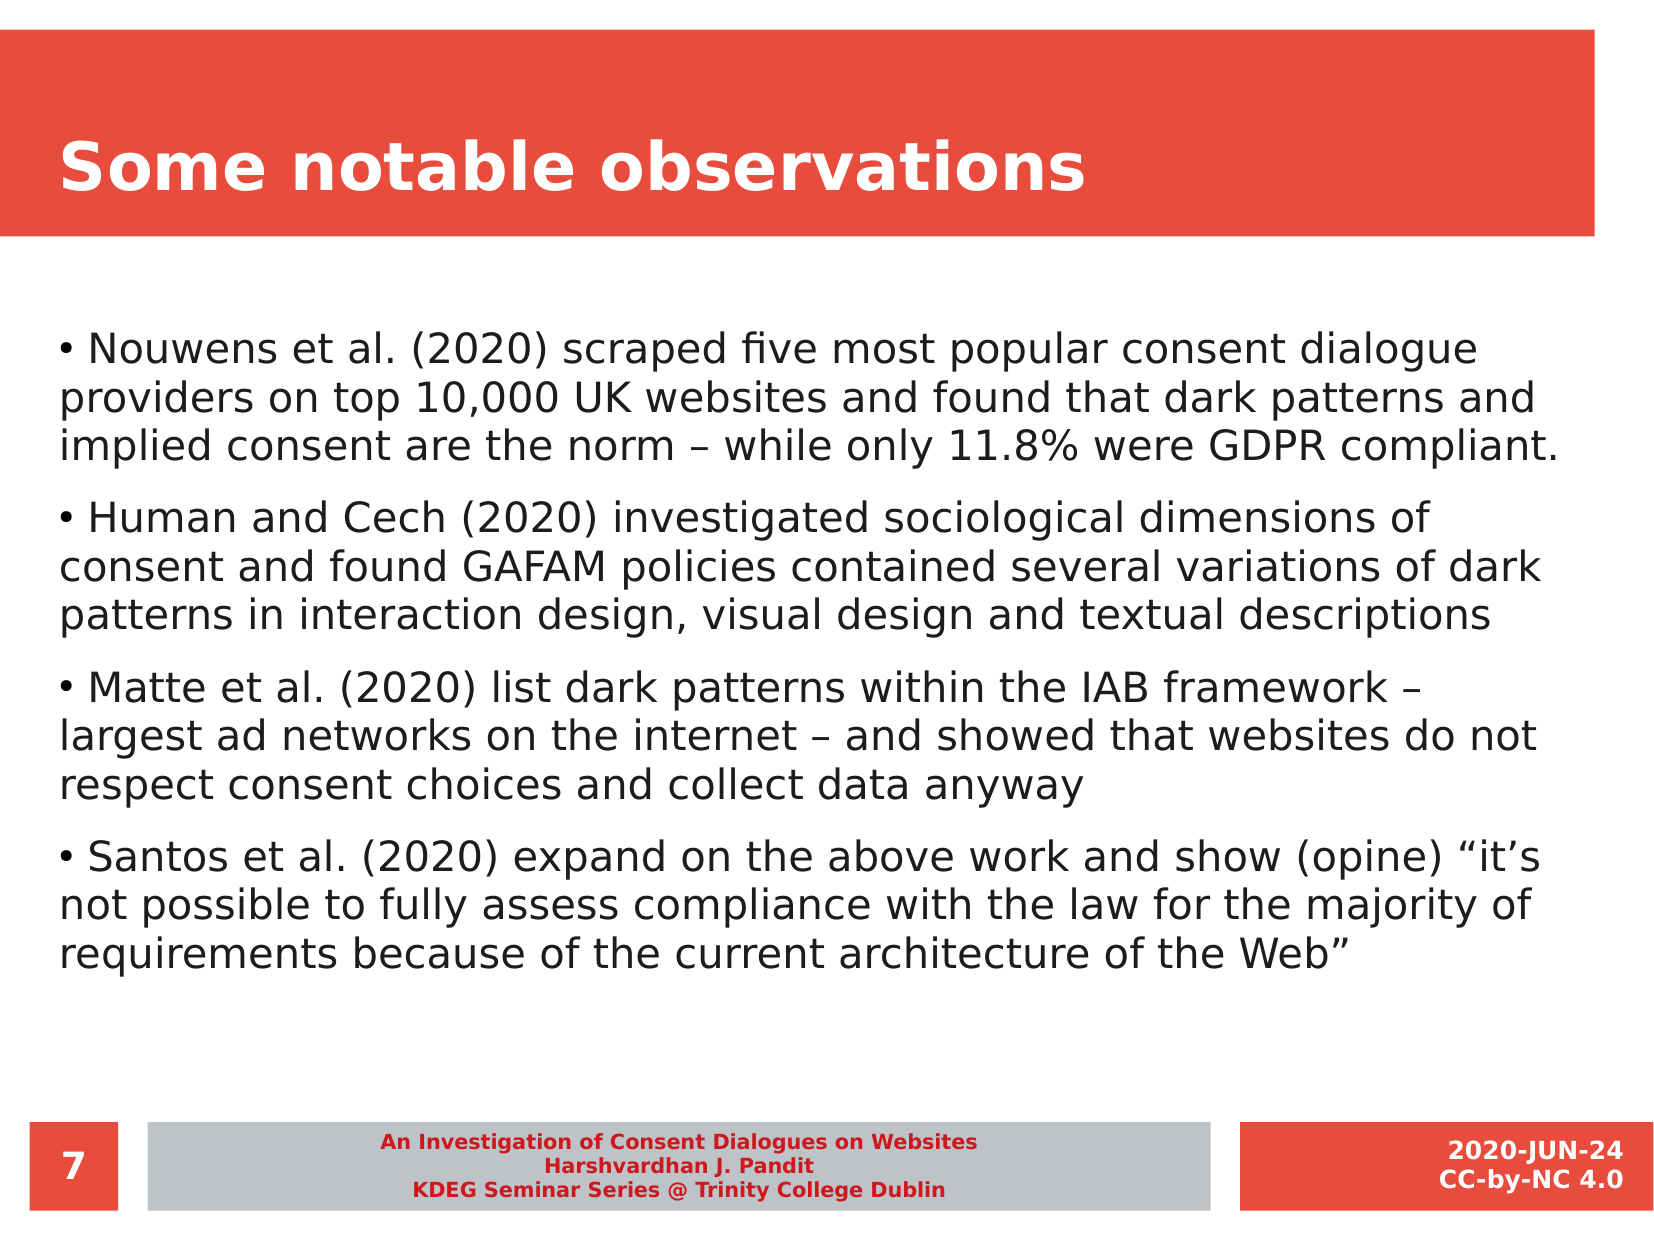 Some notable observations
• Nouwens et al. (2020) scraped five most popular consent dialogue
providers on top 10,000 UK websites and found that dark patterns and
implied consent are the norm – while only 11.8% were GDPR compliant.
• Human and Cech (2020) investigated sociological dimensions of
consent and found GAFAM policies contained several variations of dark
patterns in interaction design, visual design and textual descriptions
• Matte et al. (2020) list dark patterns within the IAB framework –
largest ad networks on the internet – and showed that websites do not
respect consent choices and collect data anyway
• Santos et al. (2020) expand on the above work and show (opine) “it’s
not possible to fully assess compliance with the law for the majority of
requirements because of the current architecture of the Web”
7
An Investigation of Consent Dialogues on Websites
Harshvardhan J. Pandit
KDEG Seminar Series @ Trinity College Dublin
2020-JUN-24
CC-by-NC 4.0